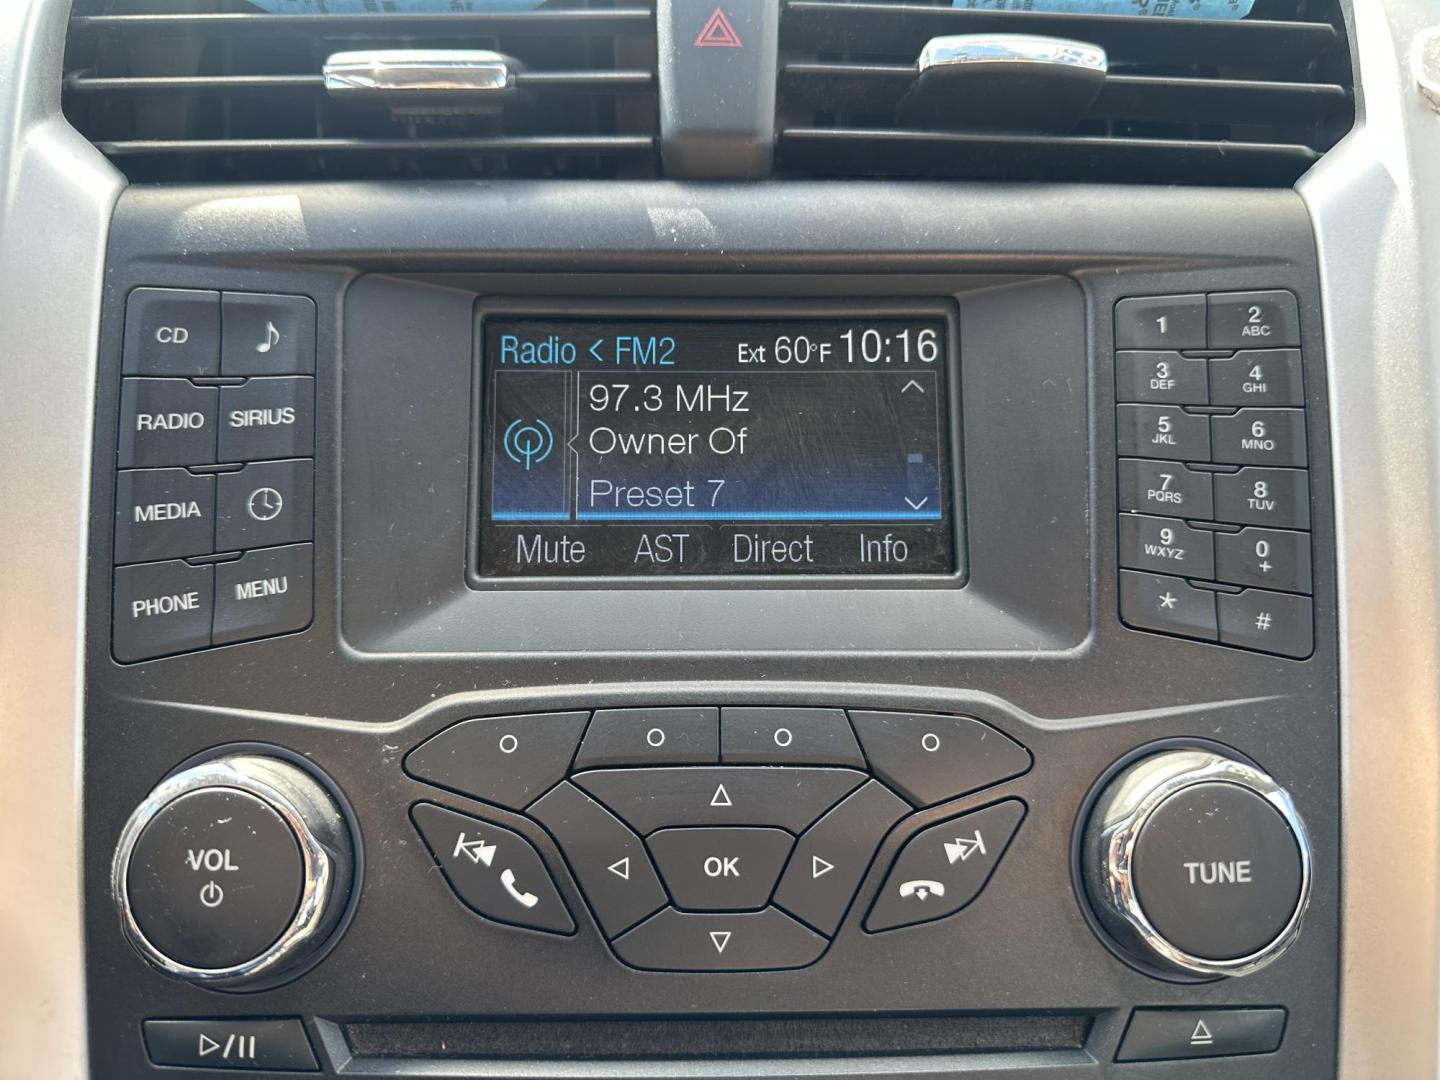 CD
RADIO SIRIUS
MEDIA
PHONE MENU
Radio < FM2 Ext 60°F 10:16
97.3 MHz
Owner Of
Preset 7
Mute AST Direct Info
1 2 ABC
3 DEF 4 GHI
5 JKL 6 MNO
7 PQRS 8 TUV
9 WXYZ 0 +
* #
VOL
OK
TUNE